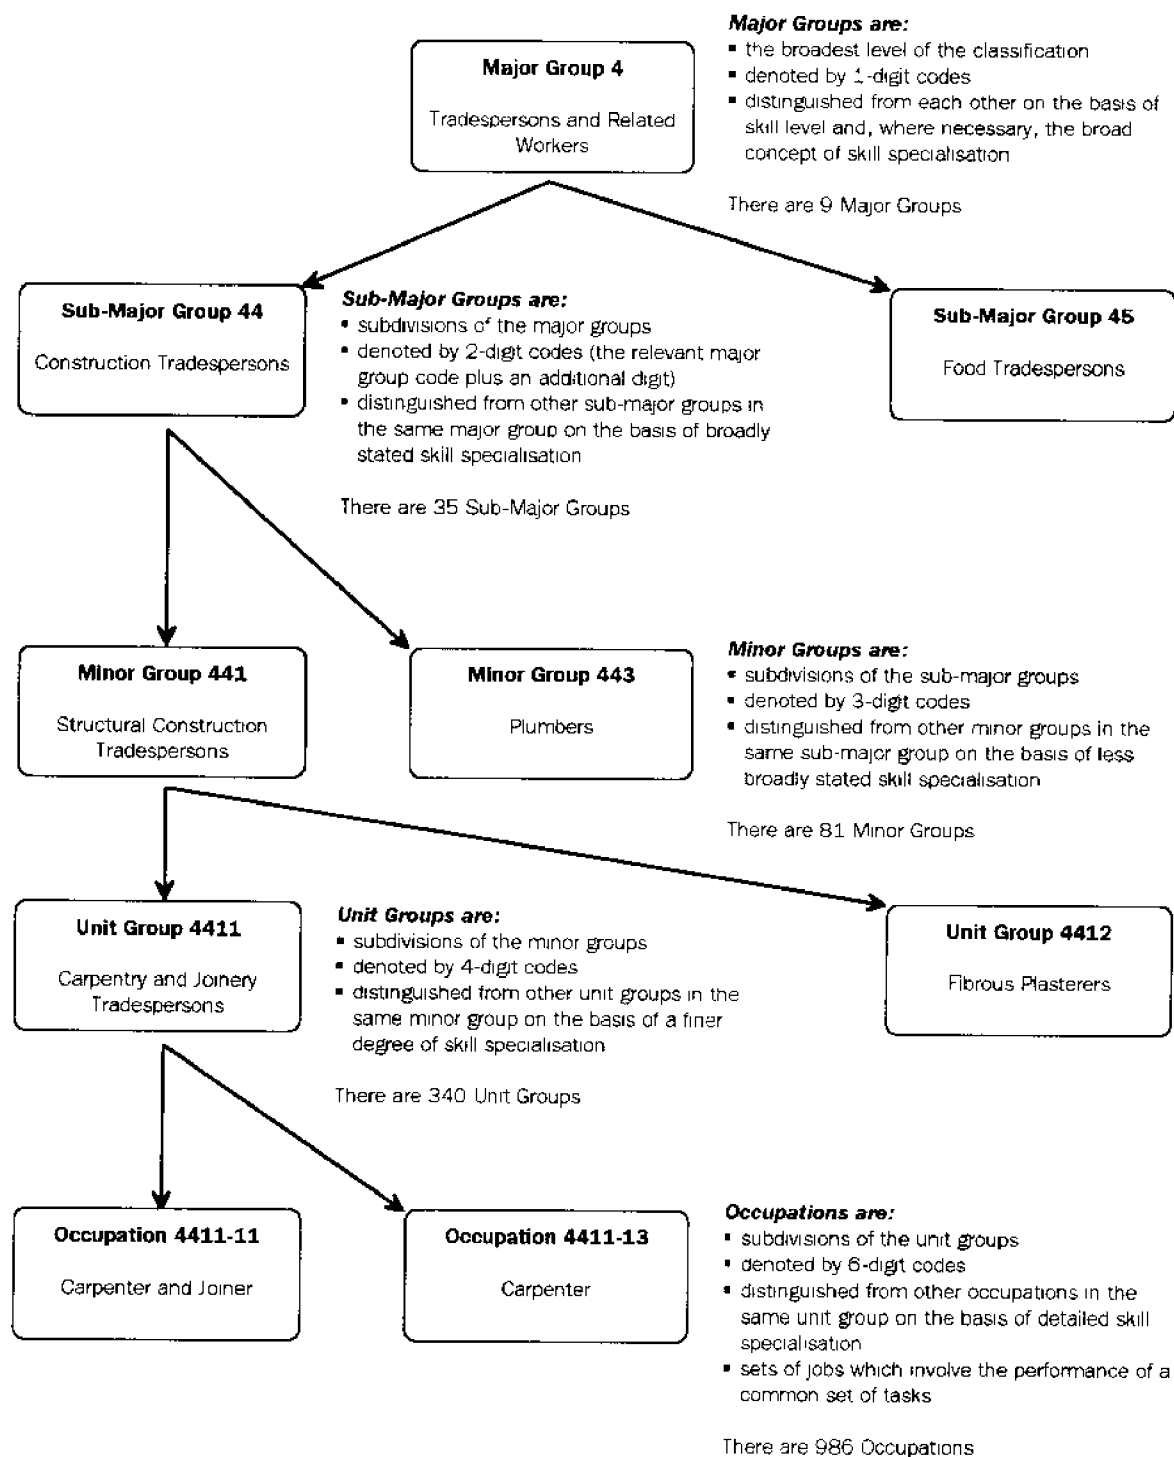 Major Group 4
Tradespersons and Related
Workers
Major Groups are:
▪ the broadest level of the classification
▪ denoted by 1-digit codes
▪ distinguished from each other on the basis of
skill level and, where necessary, the broad
concept of skill specialisation
There are 9 Major Groups
Sub-Major Group 44
Construction Tradespersons
Sub-Major Groups are:
▪ subdivisions of the major groups
▪ denoted by 2-digit codes (the relevant major
group code plus an additional digit)
▪ distinguished from other sub-major groups in
the same major group on the basis of broadly
stated skill specialisation
There are 35 Sub-Major Groups
Sub-Major Group 45
Food Tradespersons
Minor Group 441
Structural Construction
Tradespersons
Minor Group 443
Plumbers
Minor Groups are:
▪ subdivisions of the sub-major groups
▪ denoted by 3-digit codes
▪ distinguished from other minor groups in the
same sub-major group on the basis of less
broadly stated skill specialisation
There are 81 Minor Groups
Unit Group 4411
Carpentry and Joinery
Tradespersons
Unit Groups are:
▪ subdivisions of the minor groups
▪ denoted by 4-digit codes
▪ distinguished from other unit groups in the
same minor group on the basis of a finer
degree of skill specialisation
There are 340 Unit Groups
Unit Group 4412
Fibrous Plasterers
Occupation 4411-11
Carpenter and Joiner
Occupation 4411-13
Carpenter
Occupations are:
▪ subdivisions of the unit groups
▪ denoted by 6-digit codes
▪ distinguished from other occupations in the
same unit group on the basis of detailed skill
specialisation
▪ sets of jobs which involve the performance of a
common set of tasks
There are 986 Occupations